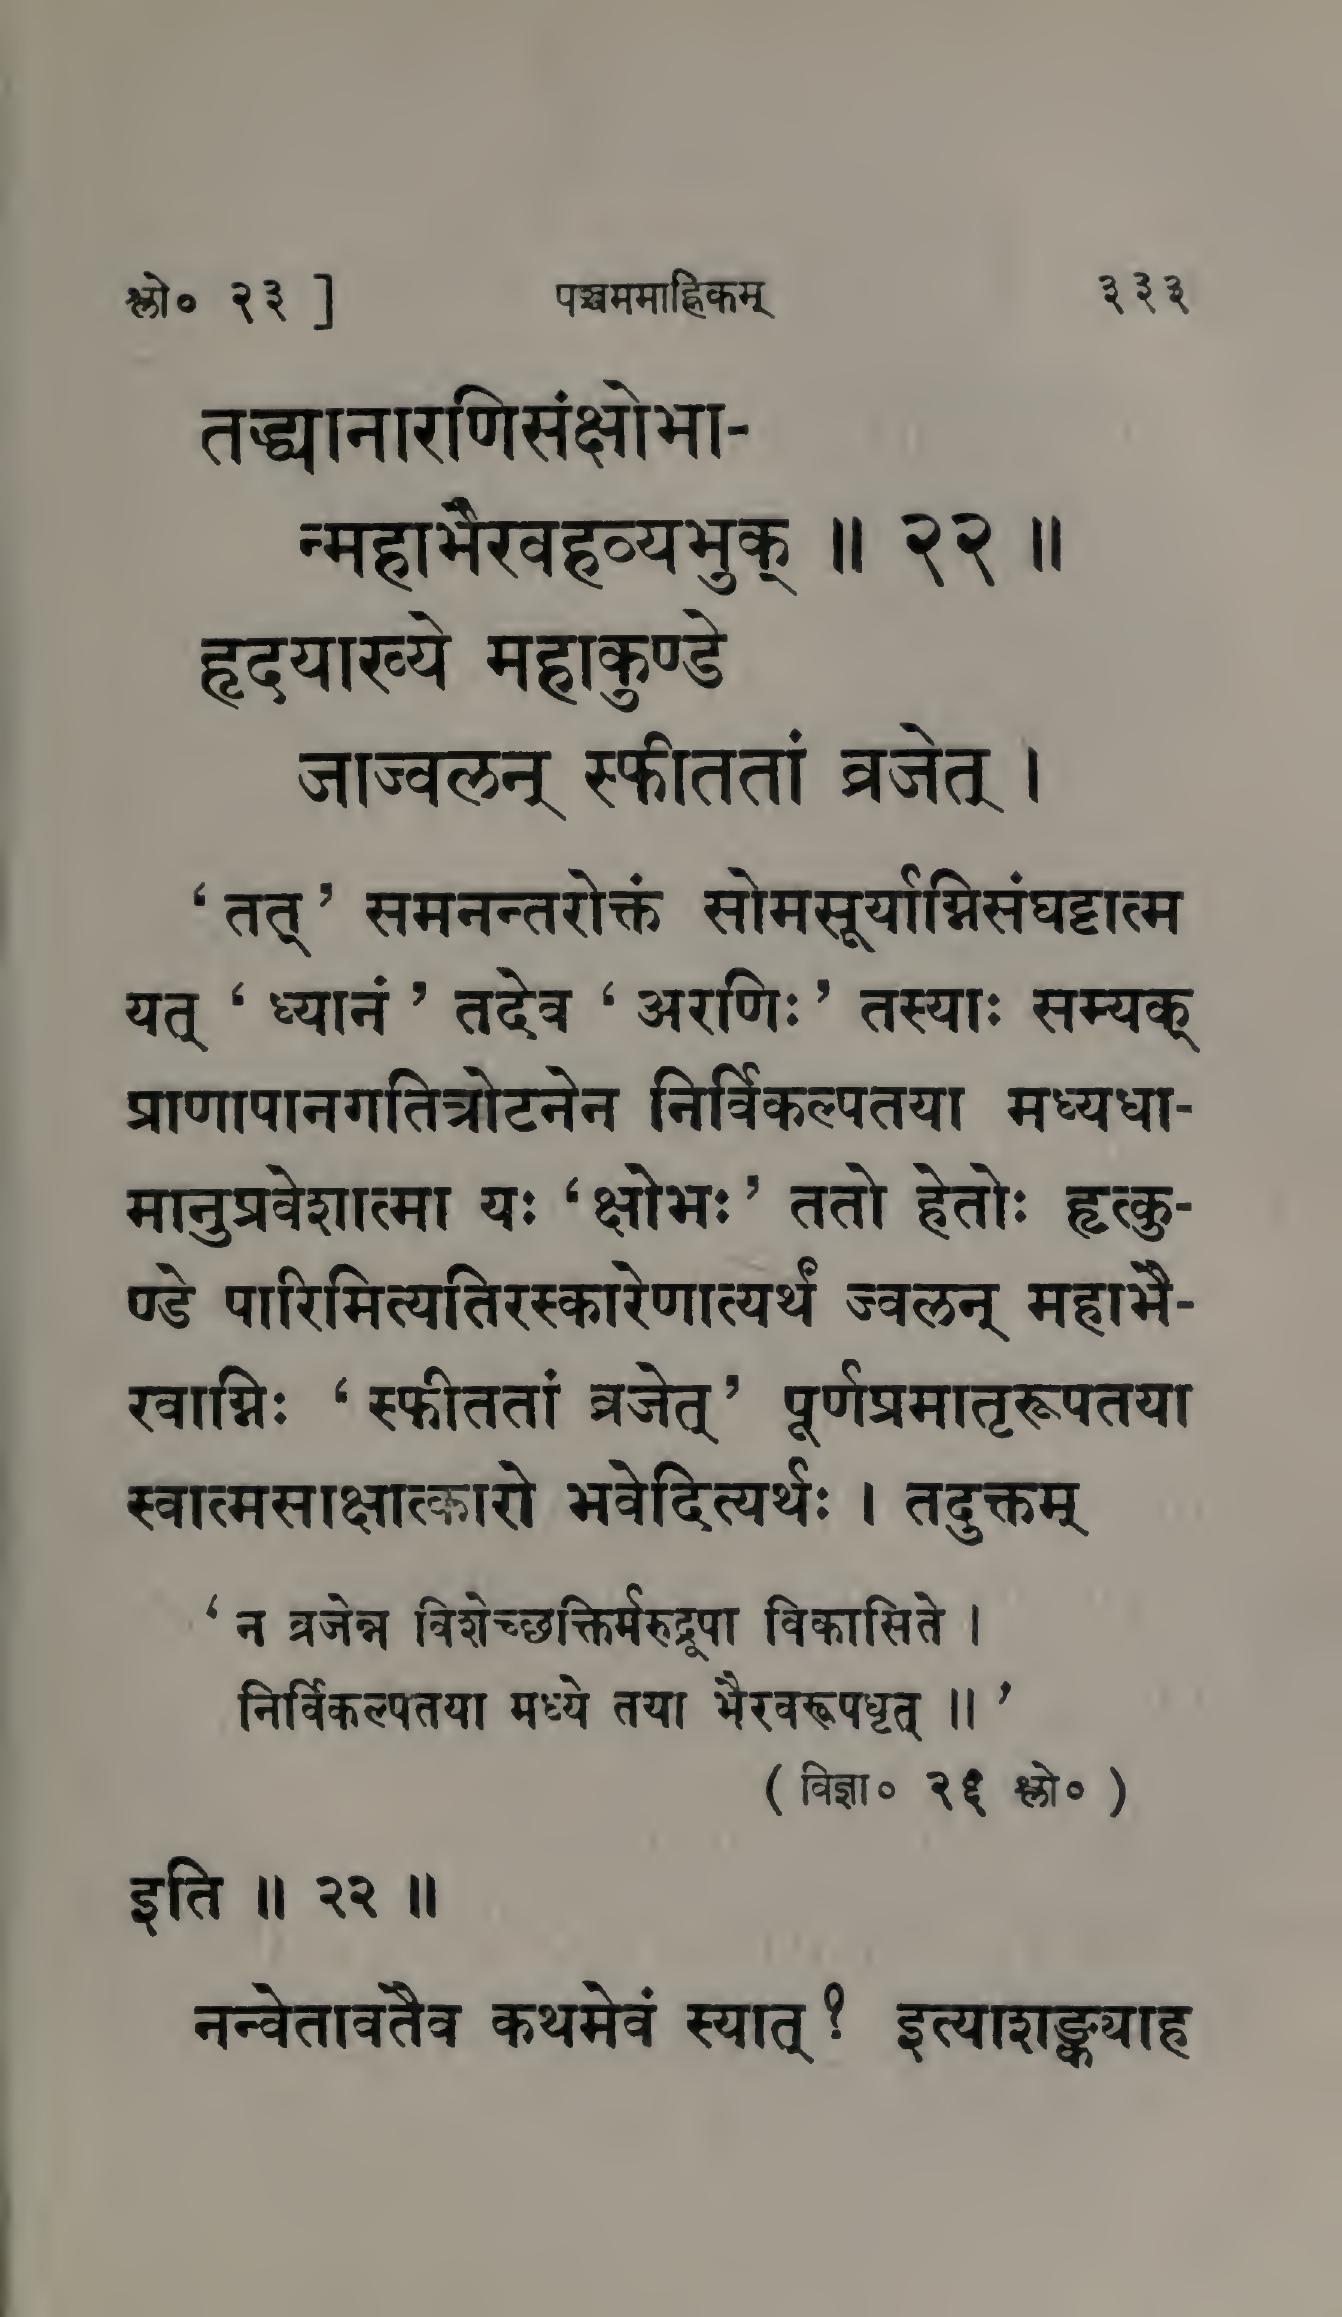 श्लो० २३ ] पञ्चममाह्निकम् ३३३
तद्ध्यानारणिसंक्षोभा-
न्महाभैरवहव्यभुक् ॥ २२ ॥
हृदयाख्ये महाकुण्डे
जाज्वलन् स्फीततां व्रजेत् ।
‘ तत् ’ समनन्तरोक्तं सोमसूर्याग्निसंघट्टात्म
यत् ‘ ध्यानं ’ तदेव ‘ अरणिः ’ तस्याः सम्यक्
प्राणापानगतित्रोटनेन निर्विकल्पतया मध्यधा-
मानुप्रवेशात्मा यः ‘ क्षोभः ’ ततो हेतोः हृत्कु-
ण्डे पारिमित्यतिरस्कारेणात्यर्थं ज्वलन् महाभै-
रवाग्निः ‘ स्फीततां व्रजेत् ’ पूर्णप्रमातृरूपतया
स्वात्मसाक्षात्कारो भवेदित्यर्थः । तदुक्तम्
‘ न व्रजेन्न विशेच्छक्तिर्मरुद्रूपा विकासिते ।
निर्विकल्पतया मध्ये तया भैरवरूपधृत् ॥ ’
( विज्ञा० श्लो० )
इति ॥ २२ ॥
नन्वेतावतैव कथमेवं स्यात् ? इत्याशङ्क्याह